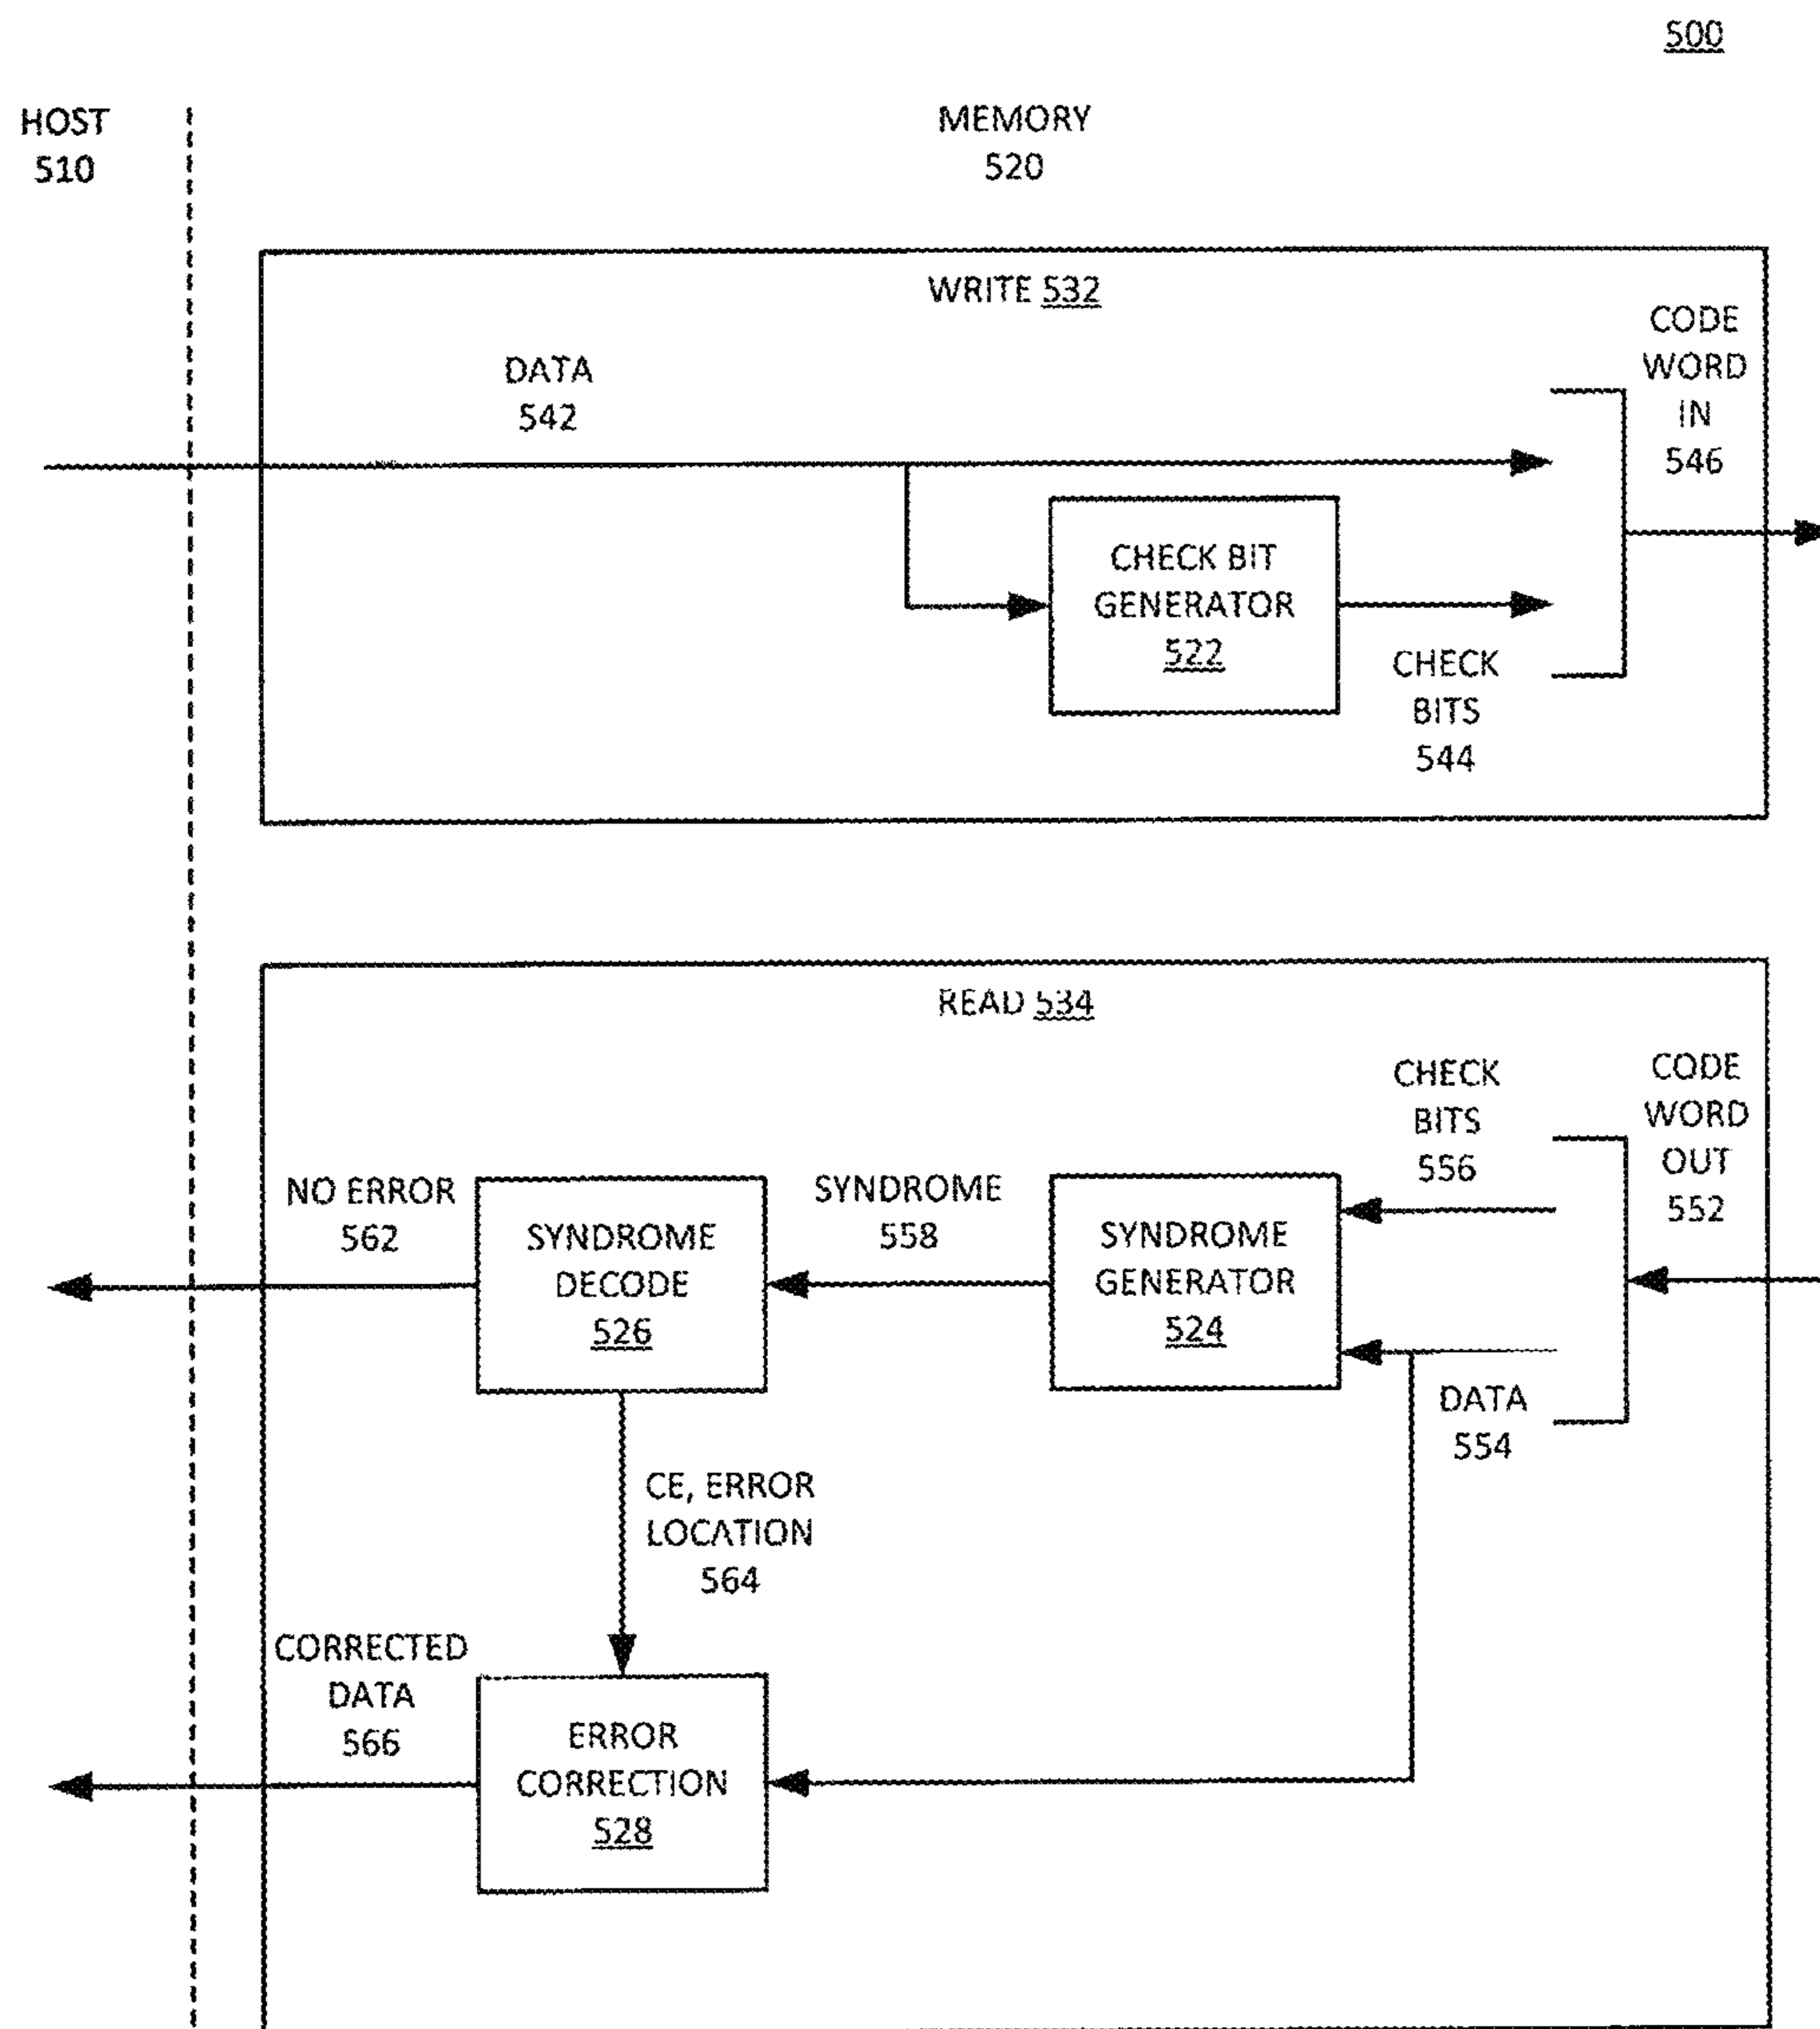 500
HOST
510
MEMORY
520
WRITE 532
DATA
542
CODE
WORD
IN
546
CHECK BIT
GENERATOR
522
CHECK
BITS
544
READ 534
CHECK
BITS
556
CODE
WORD
OUT
552
NO ERROR
562
SYNDROME
DECODE
526
SYNDROME
558
SYNDROME
GENERATOR
524
DATA
554
CE, ERROR
LOCATION
564
CORRECTED
DATA
566
ERROR
CORRECTION
528